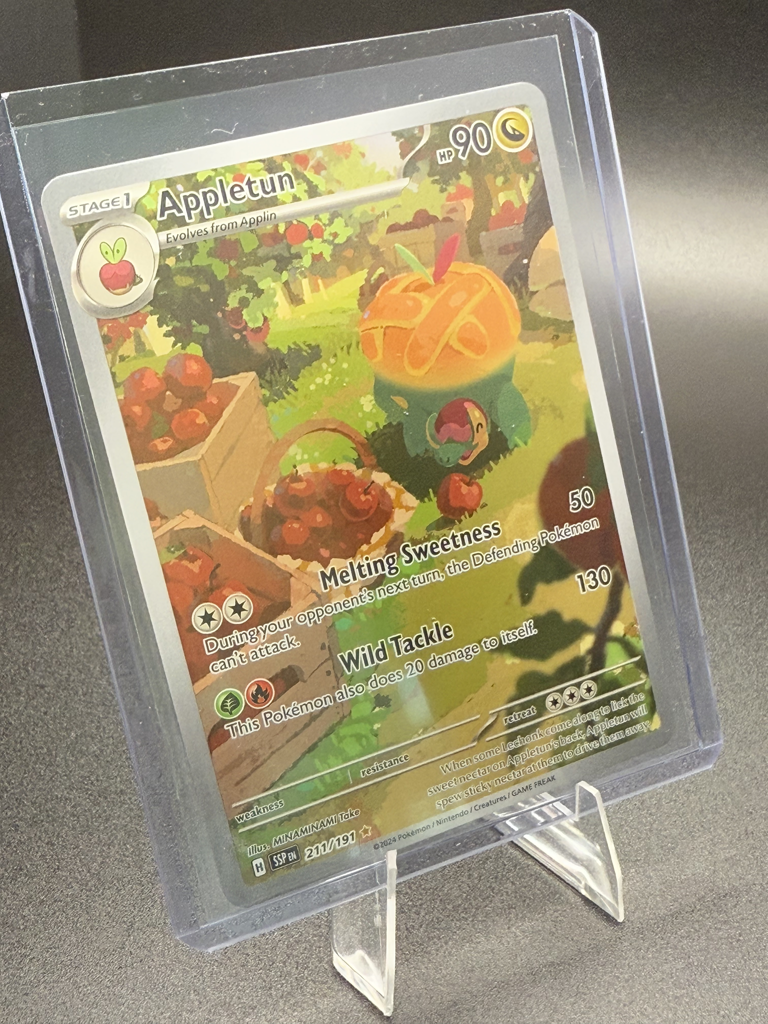 STAGE 1
Appletun
HP 90
Evolves from Applin
Melting Sweetness 50
During your opponent's next turn, the Defending Pokémon
can't attack.
Wild Tackle 130
This Pokémon also does 20 damage to itself.
weakness
resistance
retreat
When some Lechonk come along to lick the
sweet nectar on Appletun's back, Appletun will
spew sticky nectar at them to drive them away
Illus. MINAMINAMI Take
H SSP EN 211/191
©2024 Pokémon / Nintendo / Creatures / GAME FREAK